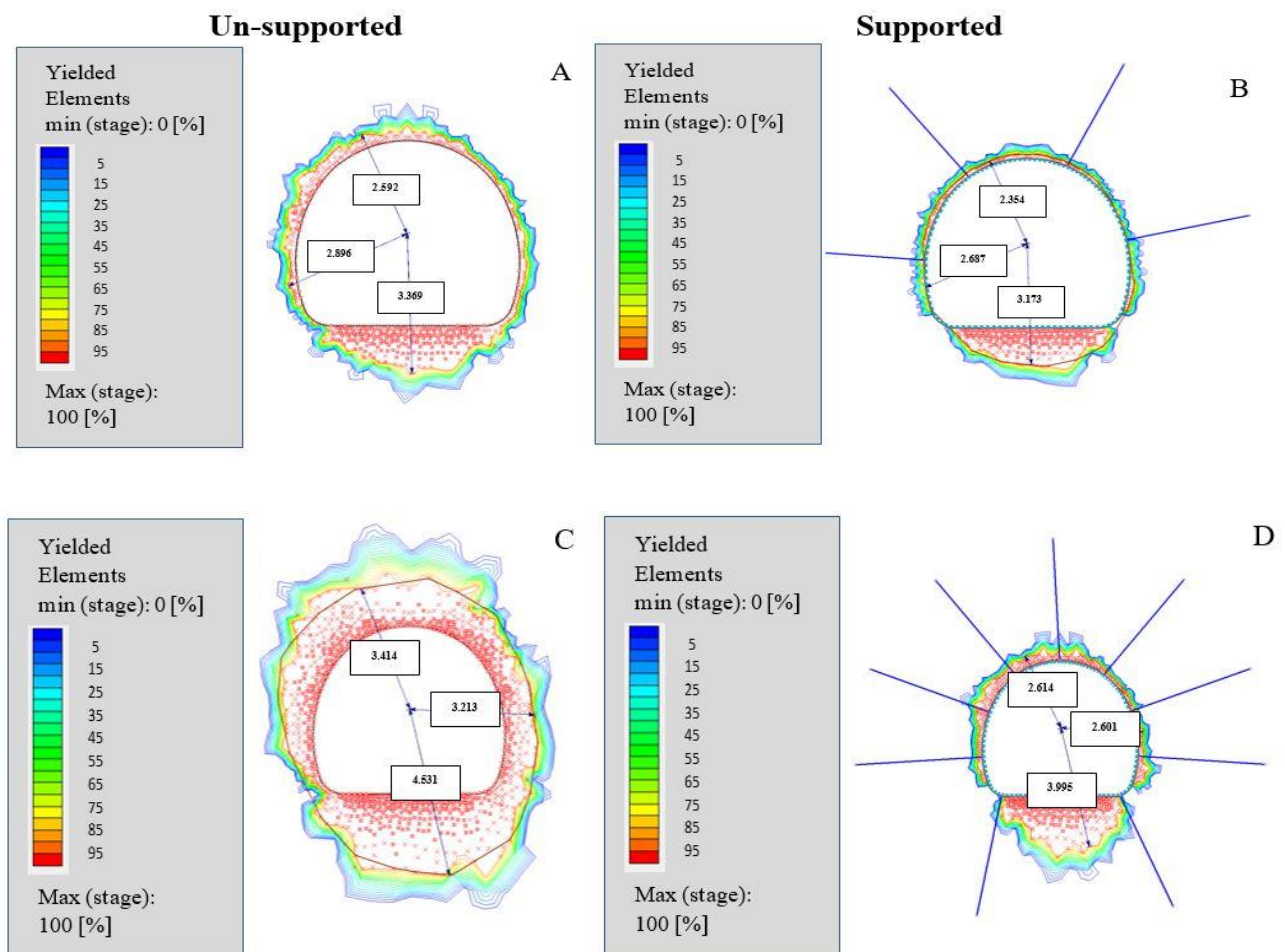 Un-supported
Supported
Yielded
Elements
min (stage): 0 [%]
5
15
25
35
45
55
65
75
85
95
Max (stage):
100 [%]
A
2.592
2.896
3.369
Yielded
Elements
min (stage): 0 [%]
5
15
25
35
45
55
65
75
85
95
Max (stage):
100 [%]
B
2.354
2.687
3.173
Yielded
Elements
min (stage): 0 [%]
5
15
25
35
45
55
65
75
85
95
Max (stage):
100 [%]
C
3.414
3.213
4.531
Yielded
Elements
min (stage): 0 [%]
5
15
25
35
45
55
65
75
85
95
Max (stage):
100 [%]
D
2.614
2.601
3.995